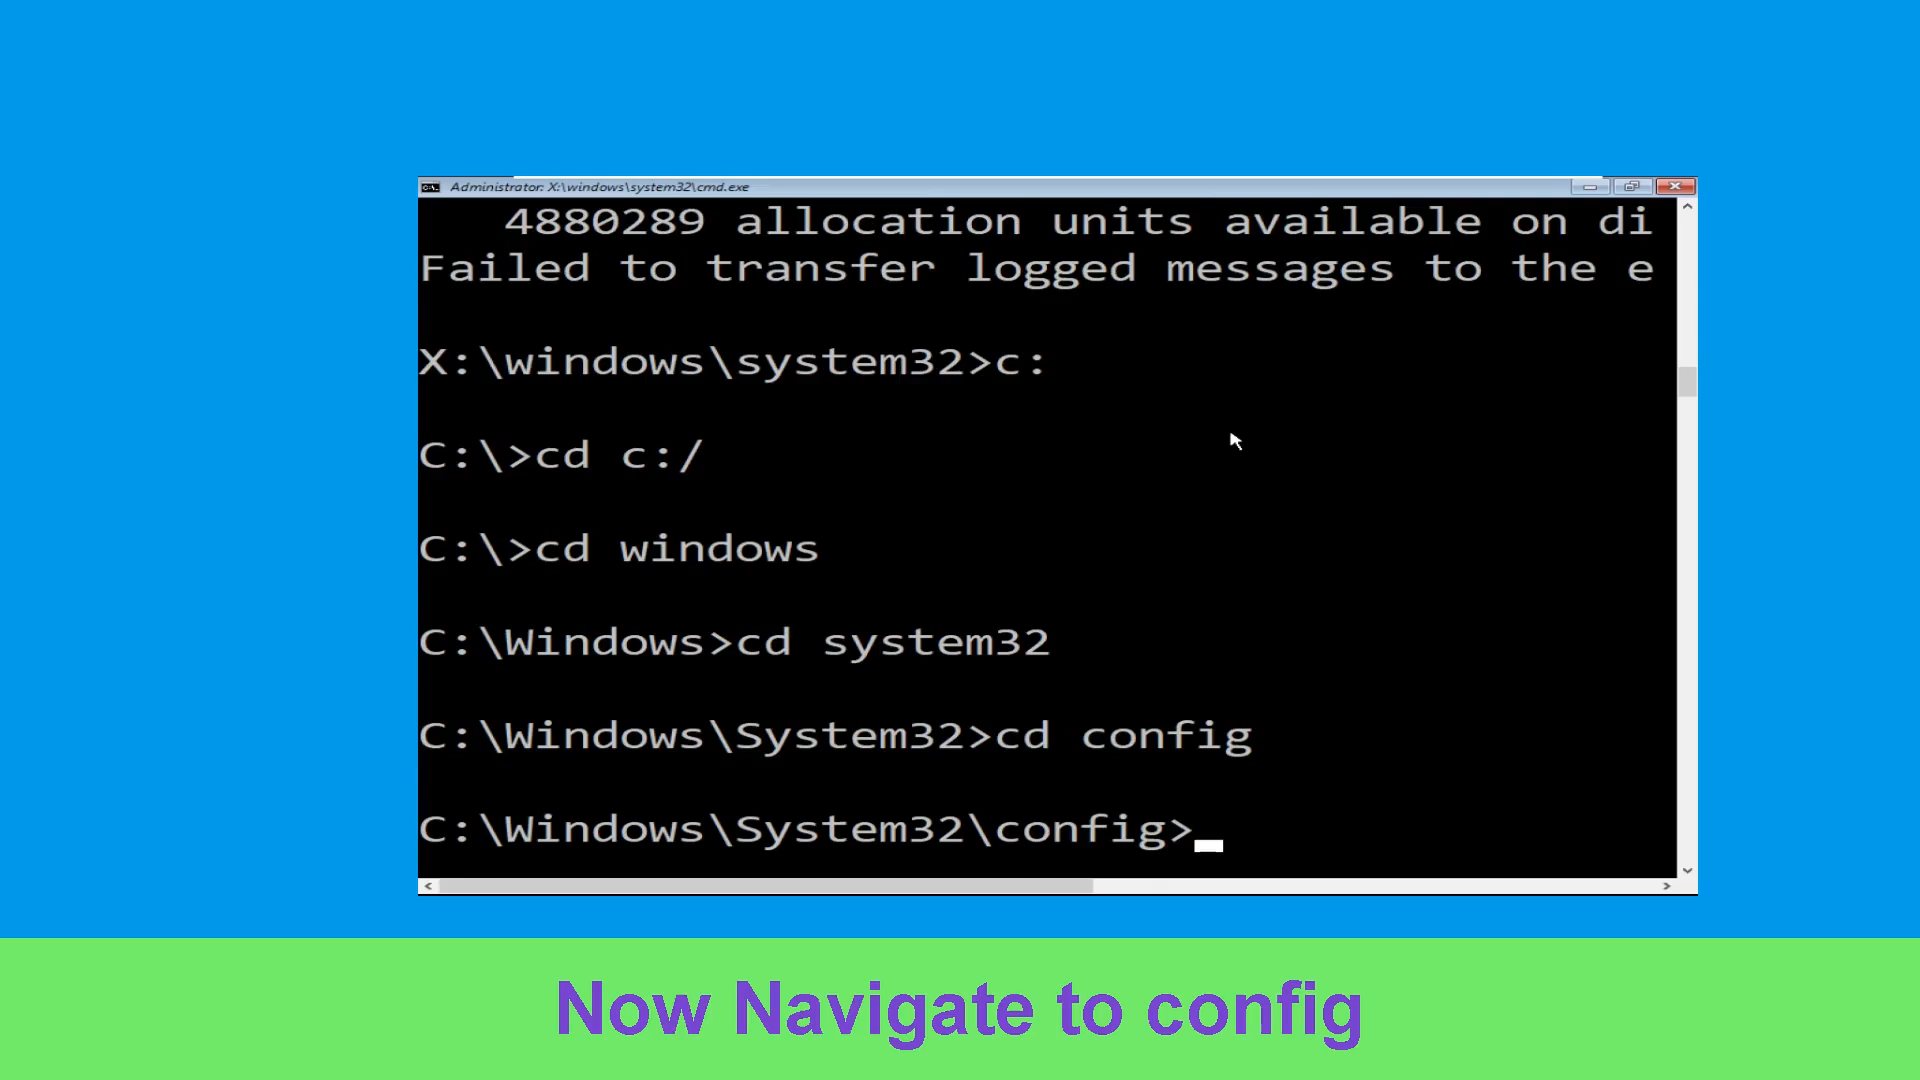 Administrator: X:\windows\system32\cmd.exe
4880289 allocation units available on di
Failed to transfer logged messages to the e
X:\windows\system32>c:
C:\>cd c:/
C:\>cd windows
C:\Windows>cd system32
C:\Windows\System32>cd config
C:\Windows\System32\config>
Now Navigate to config